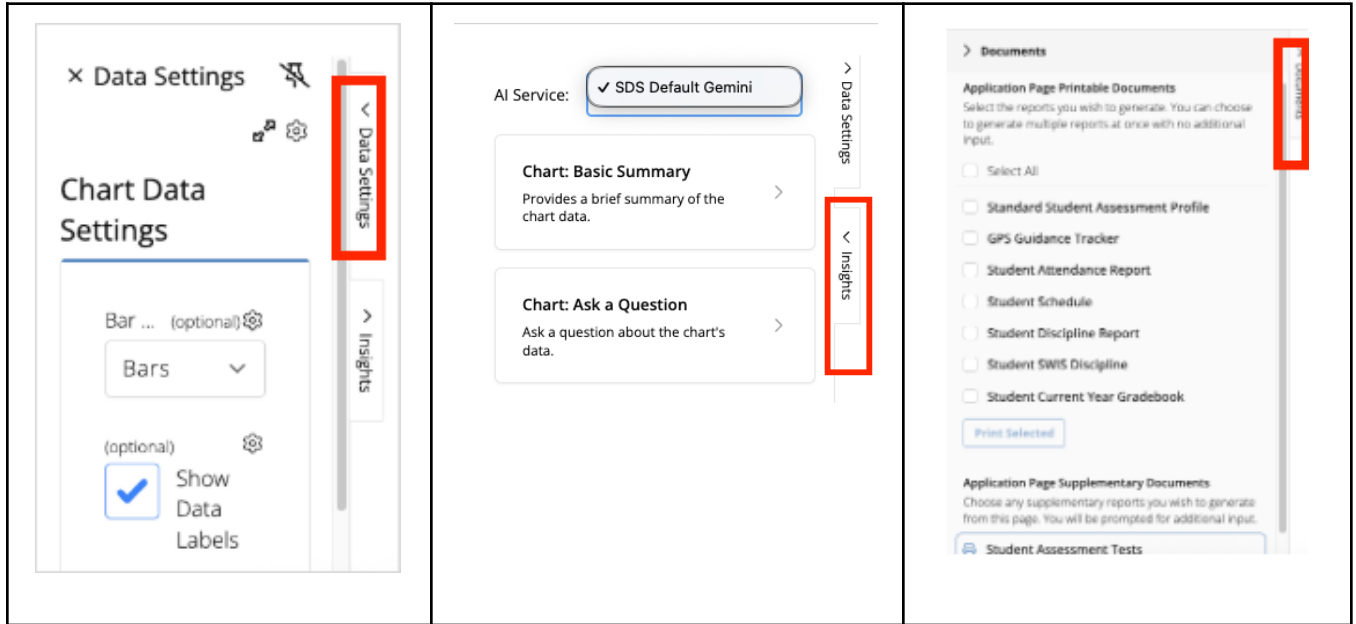 × Data Settings
Chart Data
Settings
Bar ... (optional)
Bars
(optional)
Show
Data
Labels
Data Settings
Insights
AI Service:
✓ SDS Default Gemini
Chart: Basic Summary
Provides a brief summary of the
chart data.
Chart: Ask a Question
Ask a question about the chart's
data.
Data Settings
Insights
Documents
Application Page Printable Documents
Select the reports you wish to generate. You can choose
to generate multiple reports at once with no additional
input.
Select All
Standard Student Assessment Profile
GPS Guidance Tracker
Student Attendance Report
Student Schedule
Student Discipline Report
Student SWIS Discipline
Student Current Year Gradebook
Print Selected
Application Page Supplementary Documents
Choose any supplementary reports you wish to generate
from this page. You will be prompted for additional input.
Student Assessment Tests
Documents